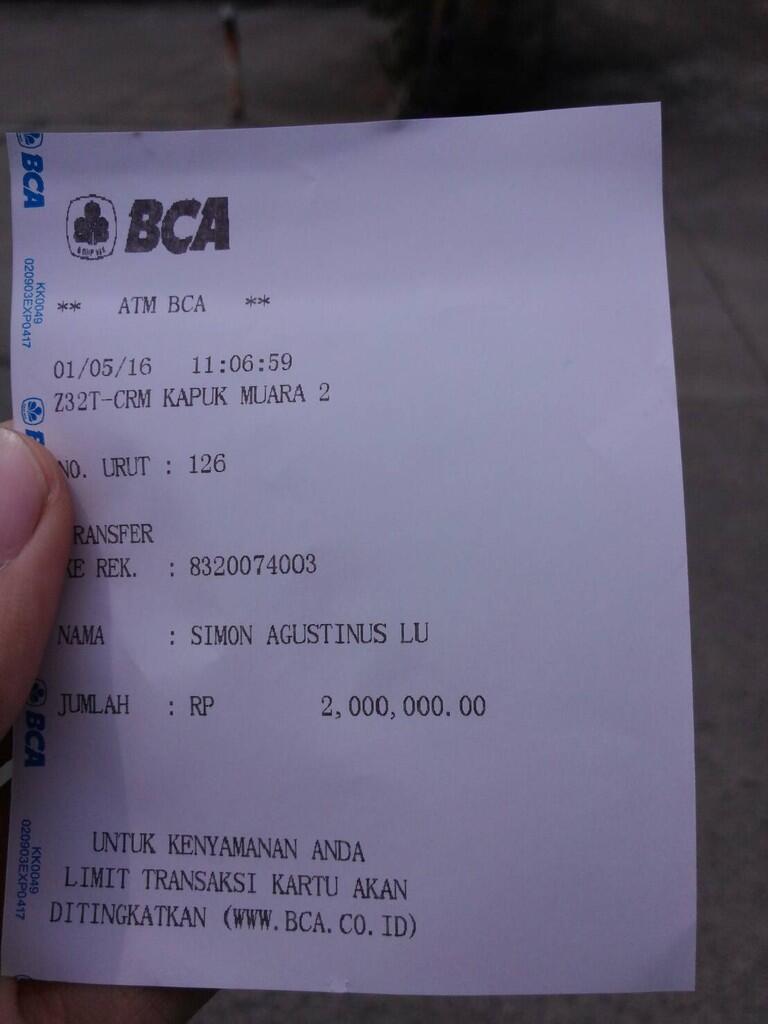 BCA
BCA
** ATM BCA **
01/05/16 11:06:59
Z32T-CRM KAPUK MUARA 2
NO. URUT : 126
RANSFER
KE REK. : 8320074003
NAMA : SIMON AGUSTINUS LU
JUMLAH : RP 2,000,000.00
UNTUK KENYAMANAN ANDA
LIMIT TRANSAKSI KARTU AKAN
DITINGKATKAN (WWW.BCA.CO.ID)
KK0049
020903EXP0417
BCA
KK0049
020903EXP0417